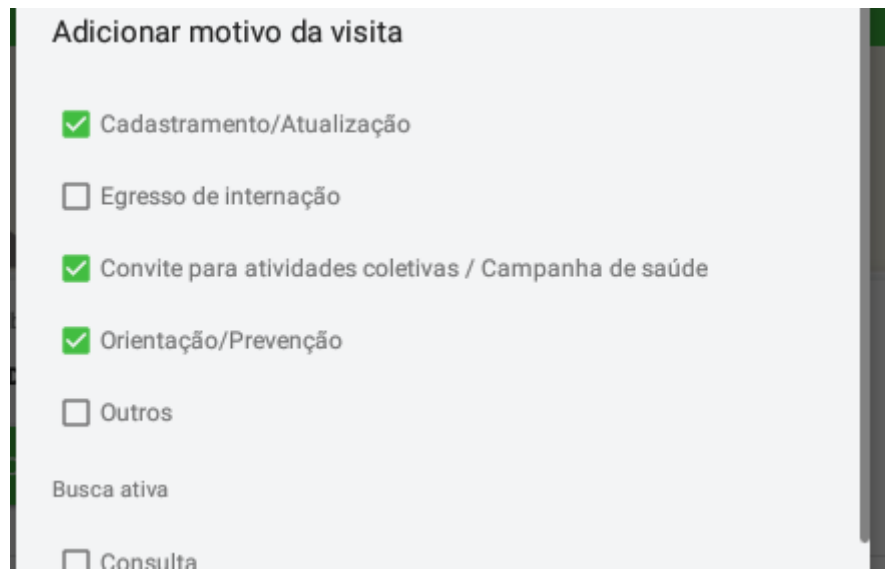 Adicionar motivo da visita
Cadastramento/Atualização
Egresso de internação
Convite para atividades coletivas / Campanha de saúde
Orientação/Prevenção
Outros
Busca ativa
Consulta